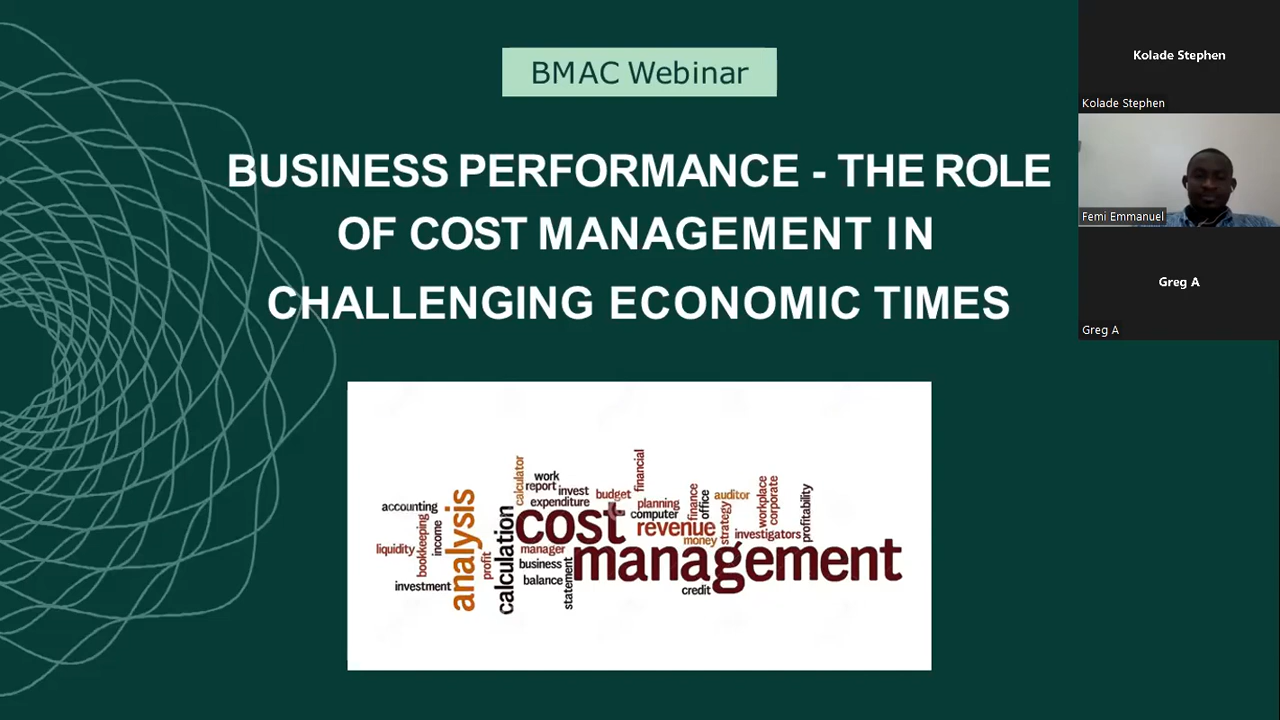 BMAC Webinar
BUSINESS PERFORMANCE - THE ROLE
OF COST MANAGEMENT IN
CHALLENGING ECONOMIC TIMES
Kolade Stephen
Kolade Stephen
Femi Emmanuel
Greg A
Greg A
accounting
liquidity
bookkeeping
income
investment
analysis
profit
calculation
calculator
work
report
invest
expenditure
cost
manager
business
balance
statement
management
budget
financial
planning
computer
revenue
money
finance
office
strategy
auditor
investigators
workplace
corporate
profitability
credit